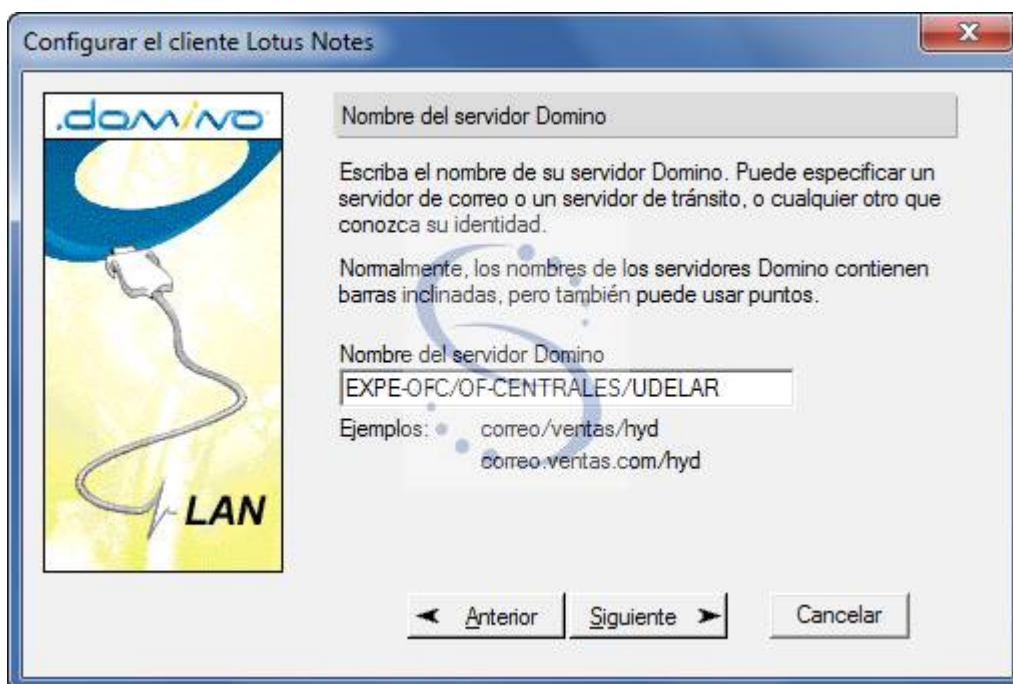 Configurar el cliente Lotus Notes
.domino
Nombre del servidor Domino
Escriba el nombre de su servidor Domino. Puede especificar un
servidor de correo o un servidor de tránsito, o cualquier otro que
conozca su identidad.
Normalmente, los nombres de los servidores Domino contienen
barras inclinadas, pero también puede usar puntos.
Nombre del servidor Domino
EXPE-OFC/OF-CENTRALES/UDELAR
Ejemplos: correo/ventas/hyd
correo.ventas.com/hyd
LAN
Anterior Siguiente Cancelar